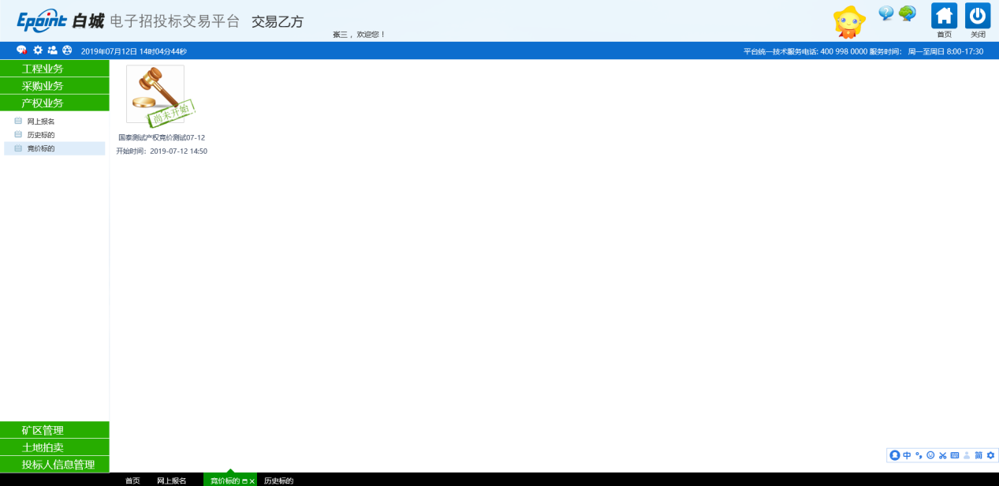 Epoint 白城 电子招投标交易平台 交易乙方
张三， 欢迎您！
首页 关闭
2019年07月12日 14时04分44秒
平台统一技术服务电话: 400 998 0000 服务时间： 周一至周日 8:00-17:30
工程业务
采购业务
产权业务
网上报名
历史标的
竞价标的
尚未开始
国泰测试产权竞价测试07-12
开始时间：2019-07-12 14:50
矿区管理
土地拍卖
投标人信息管理
中 简
首页 网上报名 竞价标的 历史标的